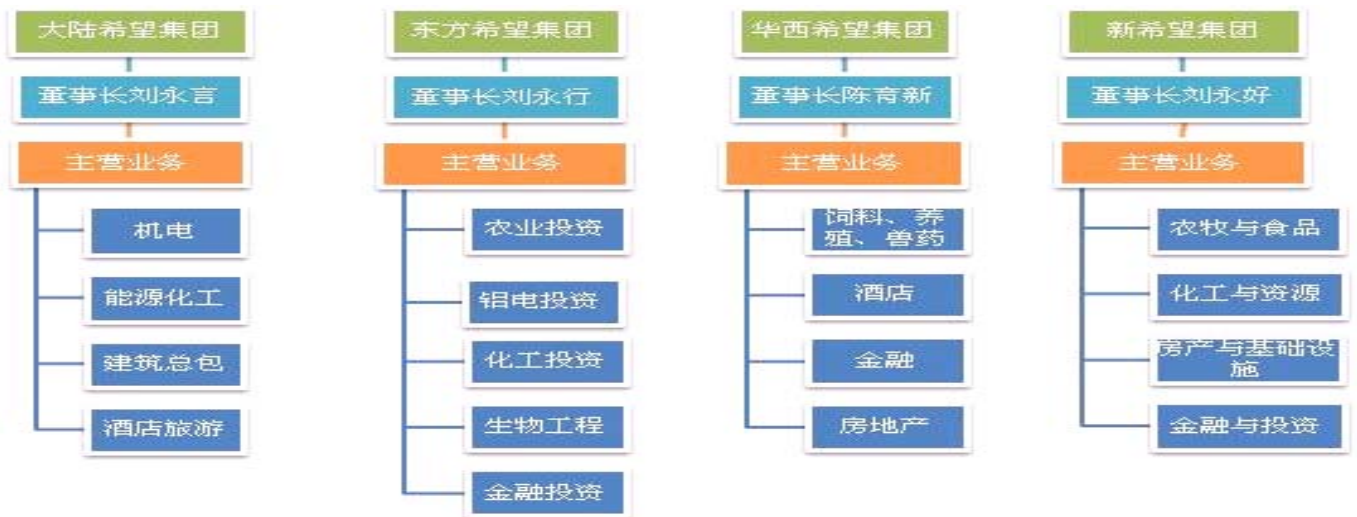 大陆希望集团
董事长刘永言
主营业务
机电
能源化工
建筑总包
酒店旅游
东方希望集团
董事长刘永行
主营业务
农业投资
铝电投资
化工投资
生物工程
金融投资
华西希望集团
董事长陈育新
主营业务
饲料、养
殖、兽药
酒店
金融
房地产
新希望集团
董事长刘永好
主营业务
农牧与食品
化工与资源
房产与基础设
施
金融与投资